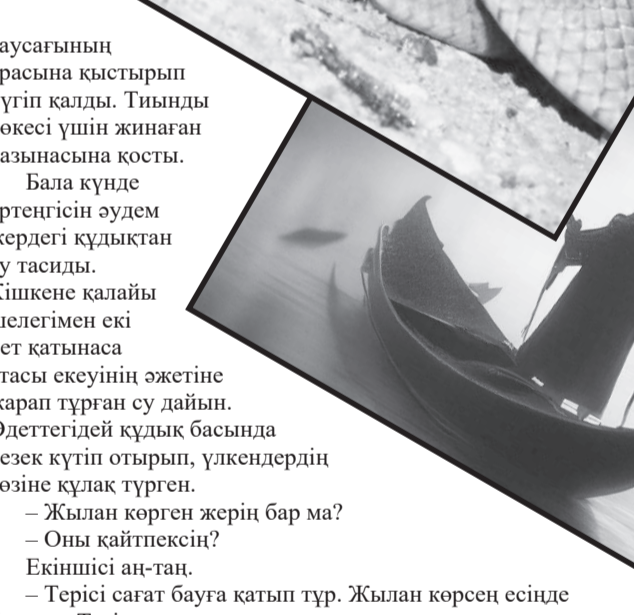 аусағының
расына қыстырып
үгіп қалды. Тиынды
өкесі үшін жинаған
азынасына қосты.
Бала күнде
ртеңгісін әудем
жердегі құдықтан
у тасиды.
Кішкене қалайы
шелегімен екі
ет қатынаса
тасы екеуінің әжетіне
жарап тұрған су дайын.
Әдеттегідей құдық басында
езек күтіп отырып, үлкендердің
өзіне құлақ түрген.
– Жылан көрген жерің бар ма?
– Оны қайтпексің?
Екіншісі аң-таң.
– Терісі сағат бауға қатып тұр. Жылан көрсең есіңде